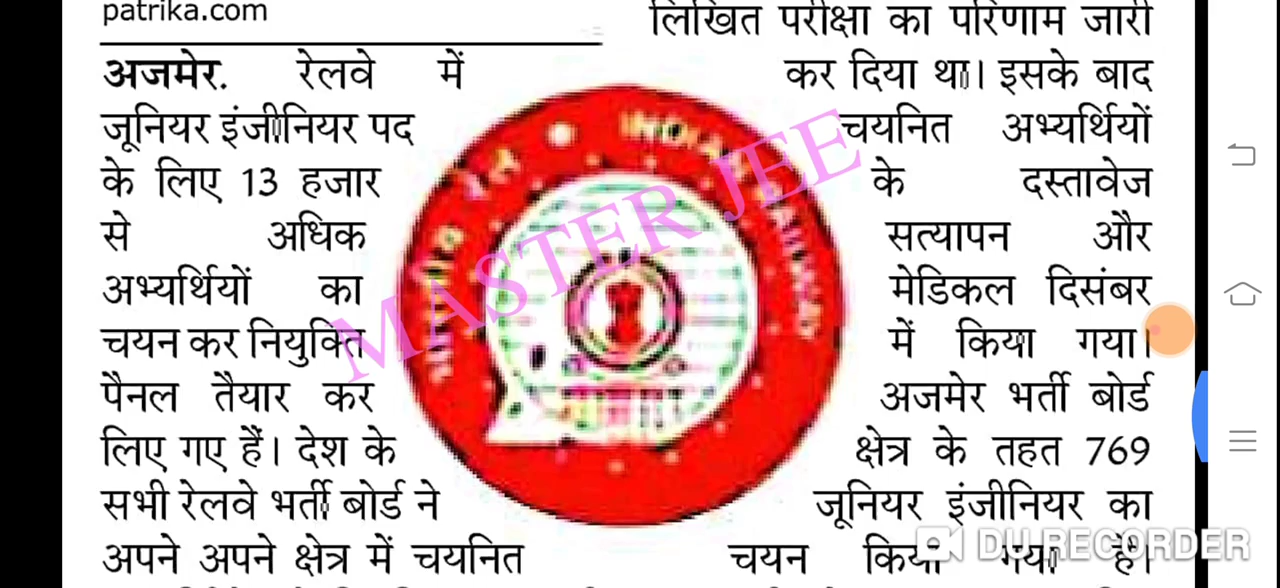 patrika.com
अजमेर. रेलवे में
जूनियर इंजीनियर पद
के लिए 13 हजार
से अधिक
अभ्यर्थियों का
चयन कर नियुक्ति
पैनल तैयार कर
लिए गए हैं। देश के
सभी रेलवे भर्ती बोर्ड ने
अपने अपने क्षेत्र में चयनित
लिखित परीक्षा का परिणाम जारी
कर दिया था। इसके बाद
चयनित अभ्यर्थियों
के दस्तावेज
सत्यापन और
मेडिकल दिसंबर
में किया गया।
अजमेर भर्ती बोर्ड
क्षेत्र के तहत 769
जूनियर इंजीनियर का
चयन किया गया है।
MASTER JEE
INDIAN RAILWAYS
DU RECORDER